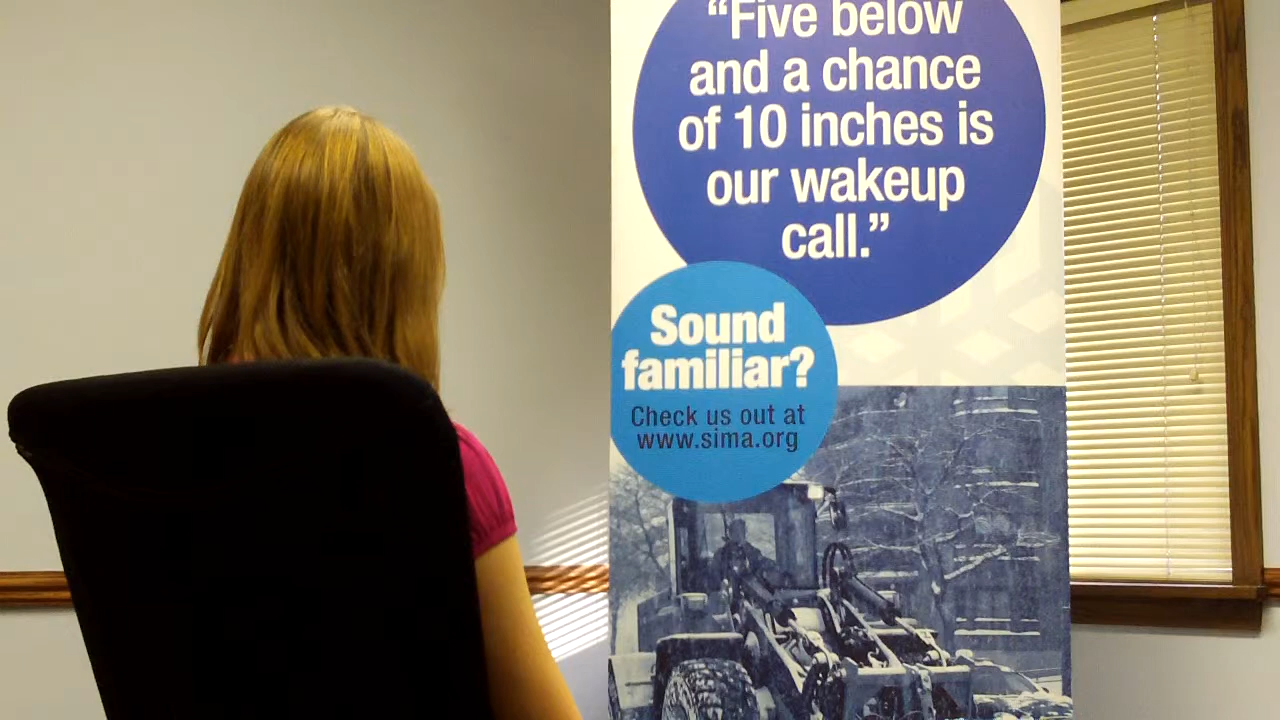 “Five below
and a chance
of 10 inches is
our wakeup
call.”
Sound
familiar?
Check us out at
www.sima.org